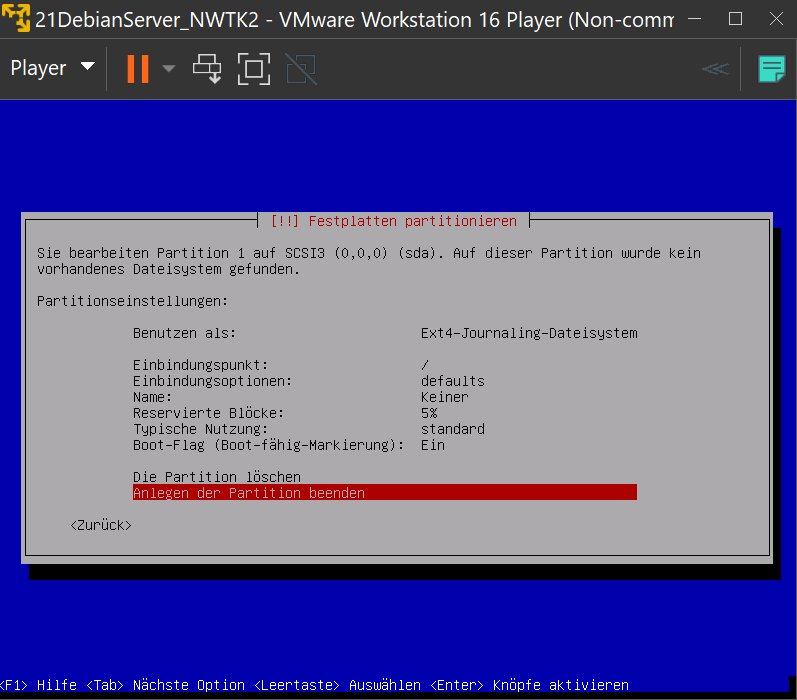 21DebianServer_NWTK2 - VMware Workstation 16 Player (Non-comm
Player
[!!] Festplatten partitionieren
Sie bearbeiten Partition 1 auf SCSI3 (0,0,0) (sda). Auf dieser Partition wurde kein
vorhandenes Dateisystem gefunden.
Partitionseinstellungen:
Benutzen als: Ext4-Journaling-Dateisystem
Einbindungspunkt: /
Einbindungsoptionen: defaults
Name: Keiner
Reservierte Blöcke: 5%
Typische Nutzung: standard
Boot-Flag (Boot-fähig-Markierung): Ein
Die Partition löschen
Anlegen der Partition beenden
<Zurück>
<F1> Hilfe <Tab> Nächste Option <Leertaste> Auswählen <Enter> Knöpfe aktivieren